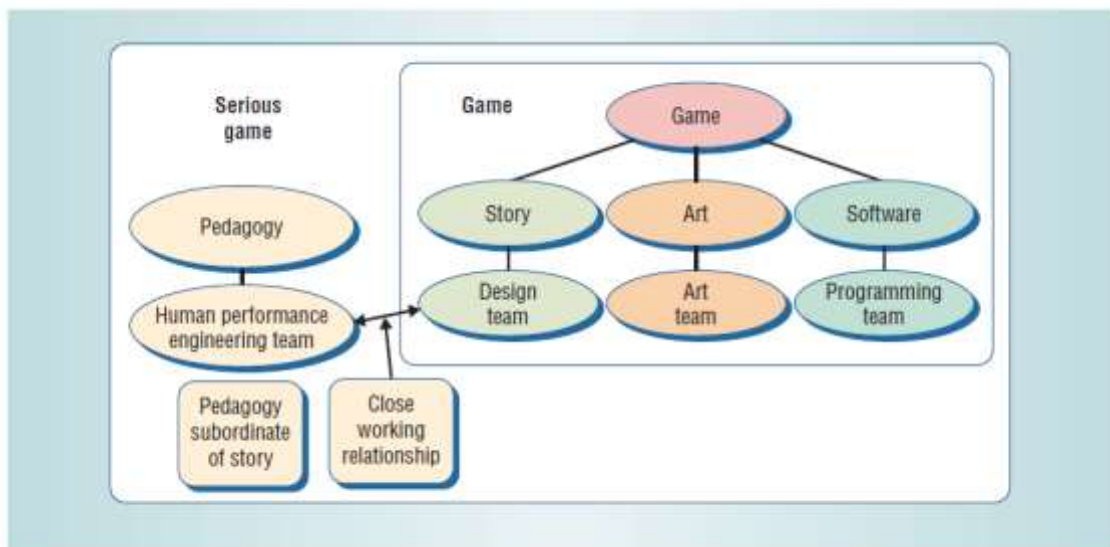 Serious
game
Pedagogy
Human performance
engineering team
Pedagogy
subordinate
of story
Close
working
relationship
Game
Game
Story
Art
Software
Design
team
Art
team
Programming
team